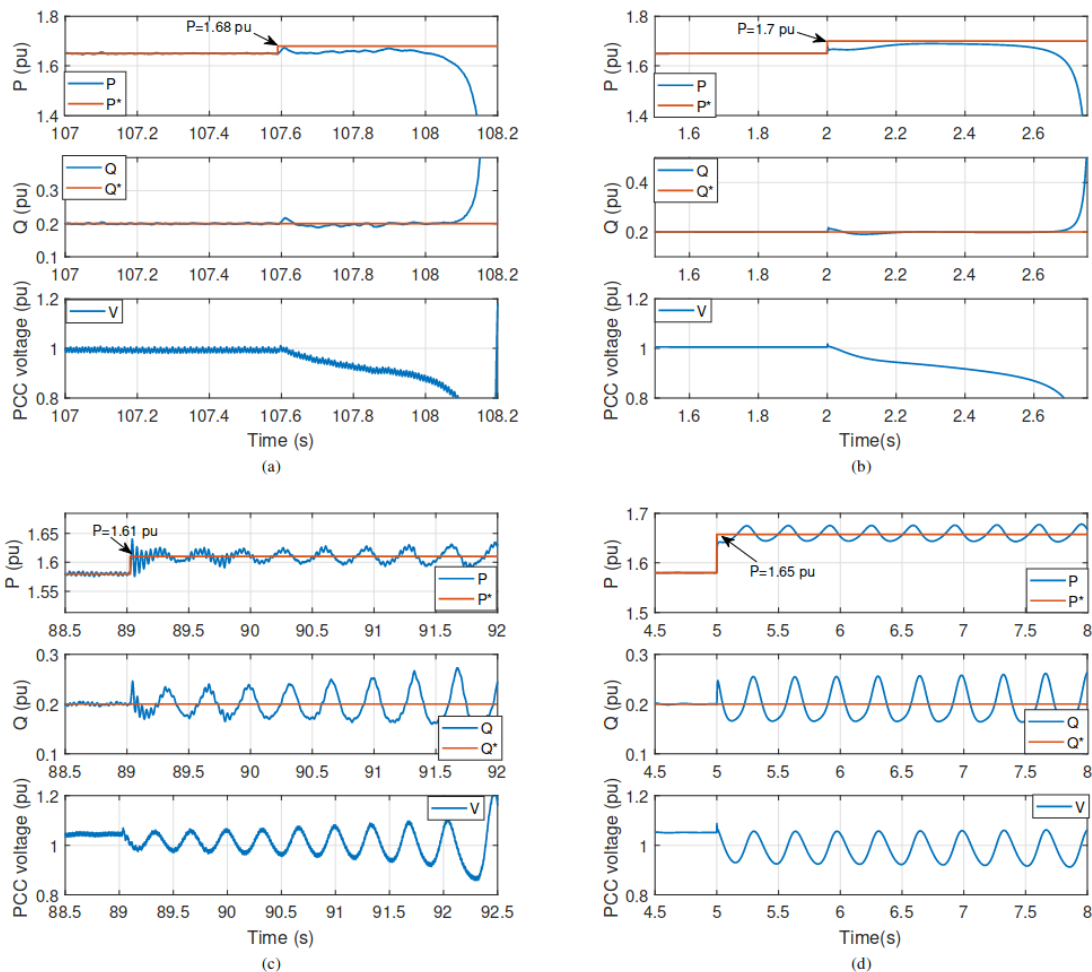 1.8
P=1.68 pu
P (pu)
1.6
P
P*
1.4
107 107.2 107.4 107.6 107.8 108 108.2
Q
Q*
Q (pu)
0.3
0.2
0.1
107 107.2 107.4 107.6 107.8 108 108.2
1.2
V
PCC voltage (pu)
1
0.8
107 107.2 107.4 107.6 107.8 108 108.2
Time (s)
(a)
1.8
P=1.7 pu
P (pu)
1.6
P
P*
1.4
1.6 1.8 2 2.2 2.4 2.6
Q
Q*
Q (pu)
0.4
0.2
1.6 1.8 2 2.2 2.4 2.6
1.2
V
PCC voltage (pu)
1
0.8
1.6 1.8 2 2.2 2.4 2.6
Time(s)
(b)
P=1.61 pu
P (pu)
1.65
1.6
1.55
P
P*
88.5 89 89.5 90 90.5 91 91.5 92
0.3
Q (pu)
0.2
Q
Q*
0.1
88.5 89 89.5 90 90.5 91 91.5 92
1.2
V
PCC voltage (pu)
1
0.8
88.5 89 89.5 90 90.5 91 91.5 92 92.5
Time (s)
(c)
1.7
P (pu)
1.6
P=1.65 pu
P
P*
1.5
4.5 5 5.5 6 6.5 7 7.5 8
0.3
Q (pu)
0.2
Q
Q*
0.1
4.5 5 5.5 6 6.5 7 7.5 8
1.2
V
PCC voltage (pu)
1
0.8
4.5 5 5.5 6 6.5 7 7.5 8
Time(s)
(d)